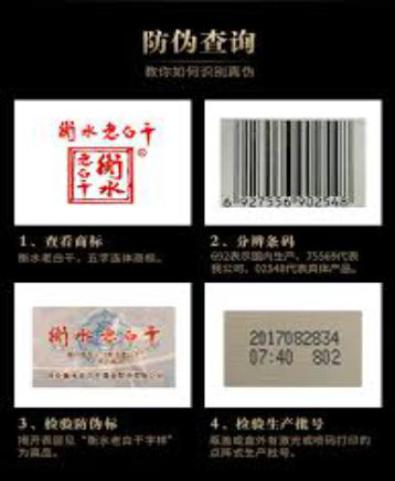 防伪查询
教你如何识别真伪
衡水老白干
衡水
老白干
®
6 927556 902548
1、查看商标
衡水老白干，五字连体商标。
2、分辨条码
692表示国内生产、75569代表
我公司，02548代表具体产品。
衡水老白干
3、检验防伪标
揭开表层见“衡水老白干字样”
为真品。
2017082834
07:40 802
4、检验生产批号
瓶盖或盒外有激光或喷码打印的
点阵式生产批号。